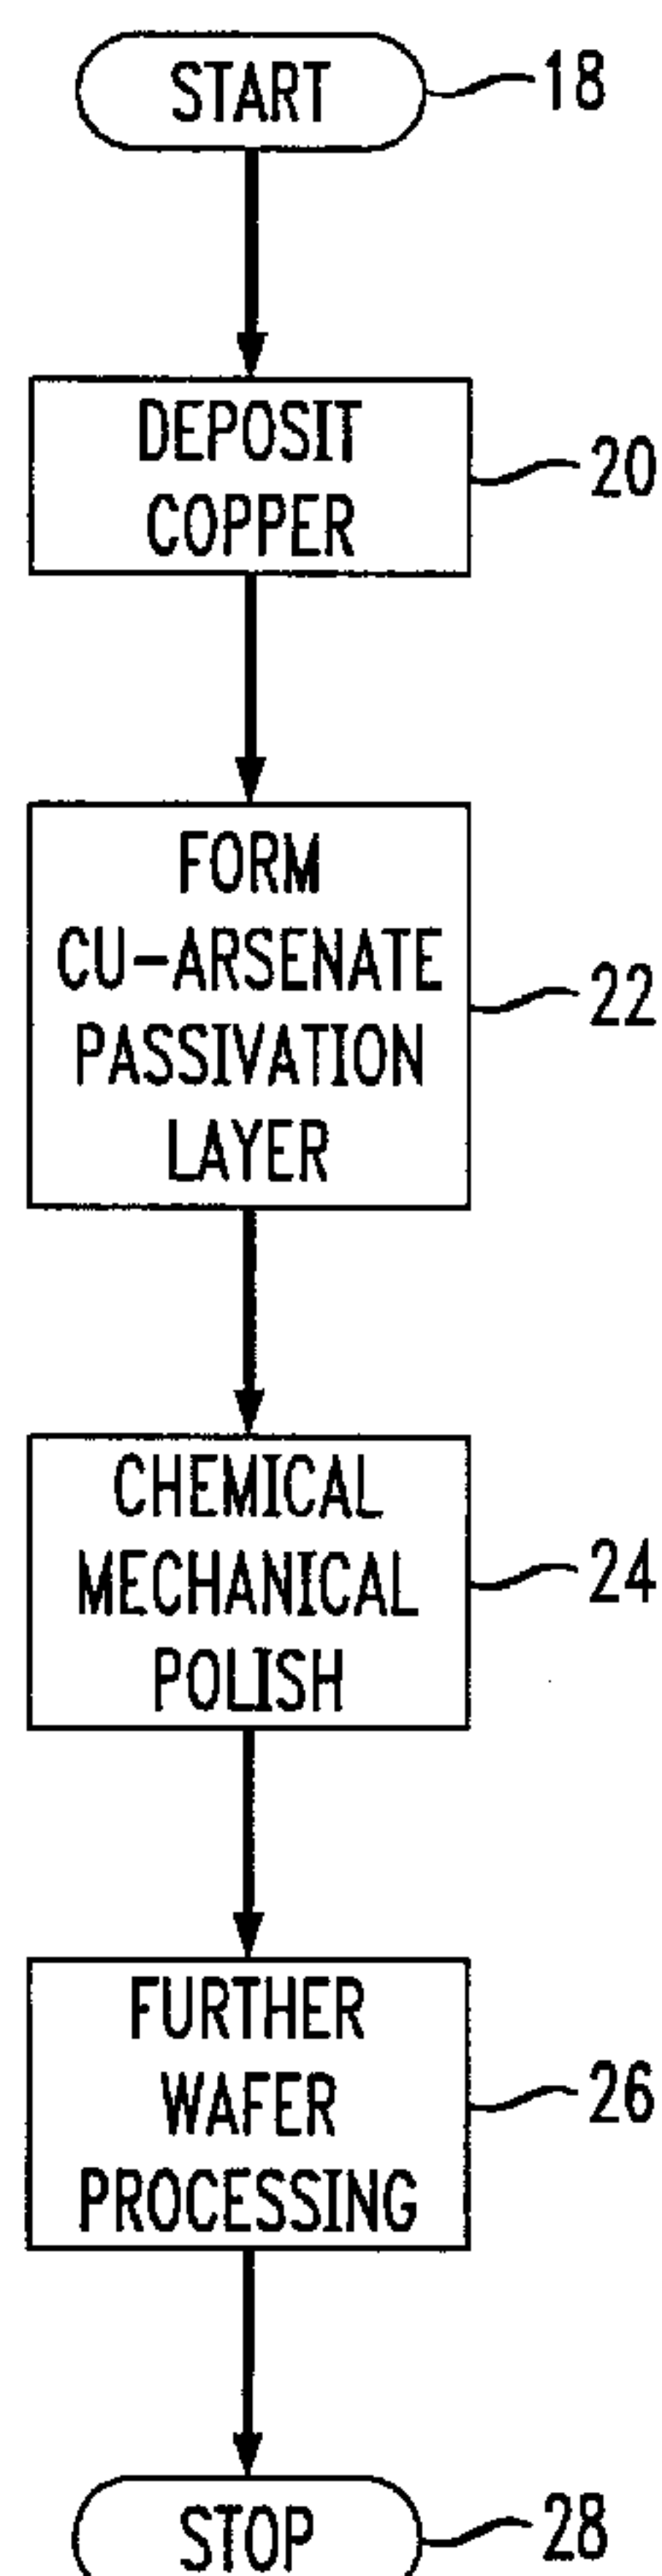 START
18
DEPOSIT
COPPER
20
FORM
CU-ARSENATE
PASSIVATION
LAYER
22
CHEMICAL
MECHANICAL
POLISH
24
FURTHER
WAFER
PROCESSING
26
STOP
28